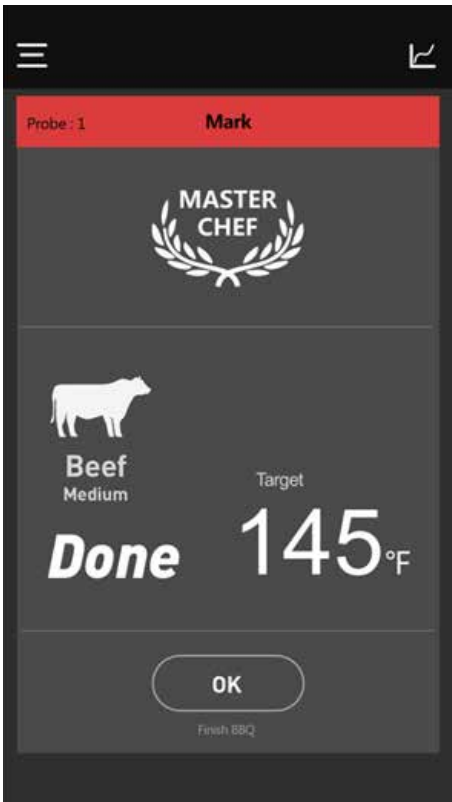 Probe : 1
Mark
MASTER
CHEF
Beef
Medium
Done
Target
145°F
OK
Finish BBQ